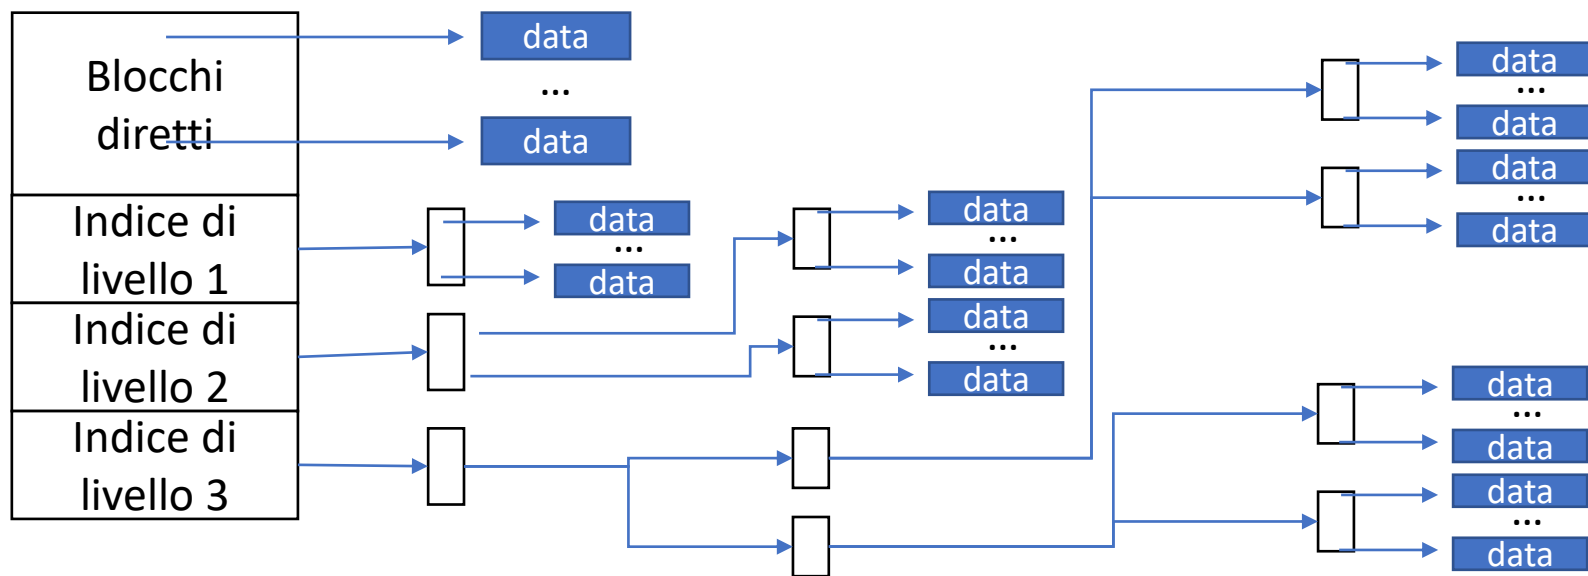 Blocchi
diretti
Indice di
livello 1
Indice di
livello 2
Indice di
livello 3
data
...
data
data
...
data
data
...
data
data
...
data
data
...
data
data
...
data
data
...
data
data
...
data